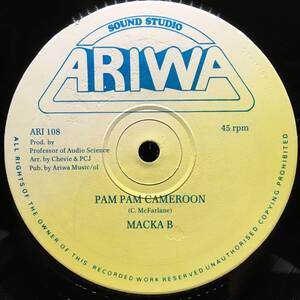 SOUND STUDIO
ARIWA
ARI 108
45 rpm
Prod. by
Professor of Audio Science
Arr. by Chevie & PCJ
Pub. by Ariwa Music/
PAM PAM CAMEROON
(C. McFarlane)
MACKA B
ALL RIGHTS OF THE OWNER OF THIS RECORDED WORK RESERVED UNAUTHORISED COPYING PROHIBITED